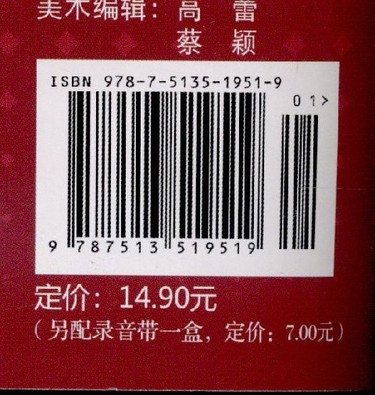 美术编辑：高 蕾
蔡 颖
ISBN 978-7-5135-1951-9
01>
9 787513 519519
定价：14.90元
（另配录音带一盒，定价：7.00元）